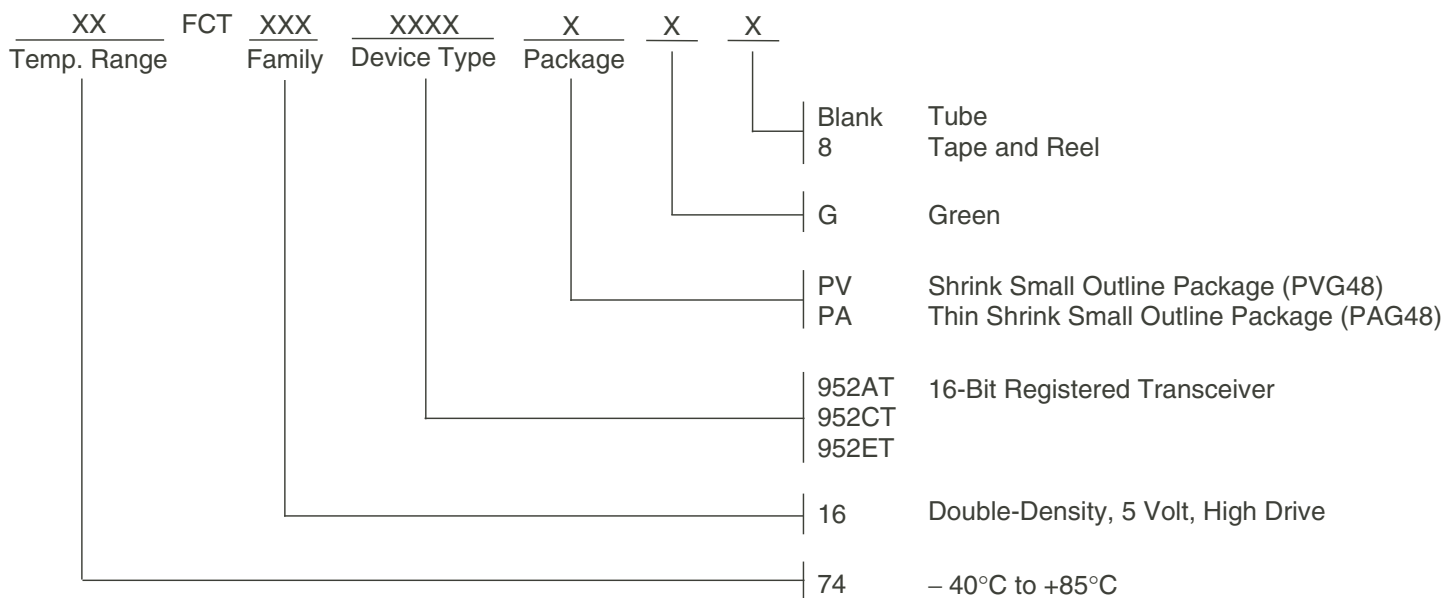 XX FCT XXX XXXX X X X
Temp. Range Family Device Type Package
Blank Tube
8 Tape and Reel
G Green
PV Shrink Small Outline Package (PVG48)
PA Thin Shrink Small Outline Package (PAG48)
952AT 16-Bit Registered Transceiver
952CT
952ET
16 Double-Density, 5 Volt, High Drive
74 – 40°C to +85°C